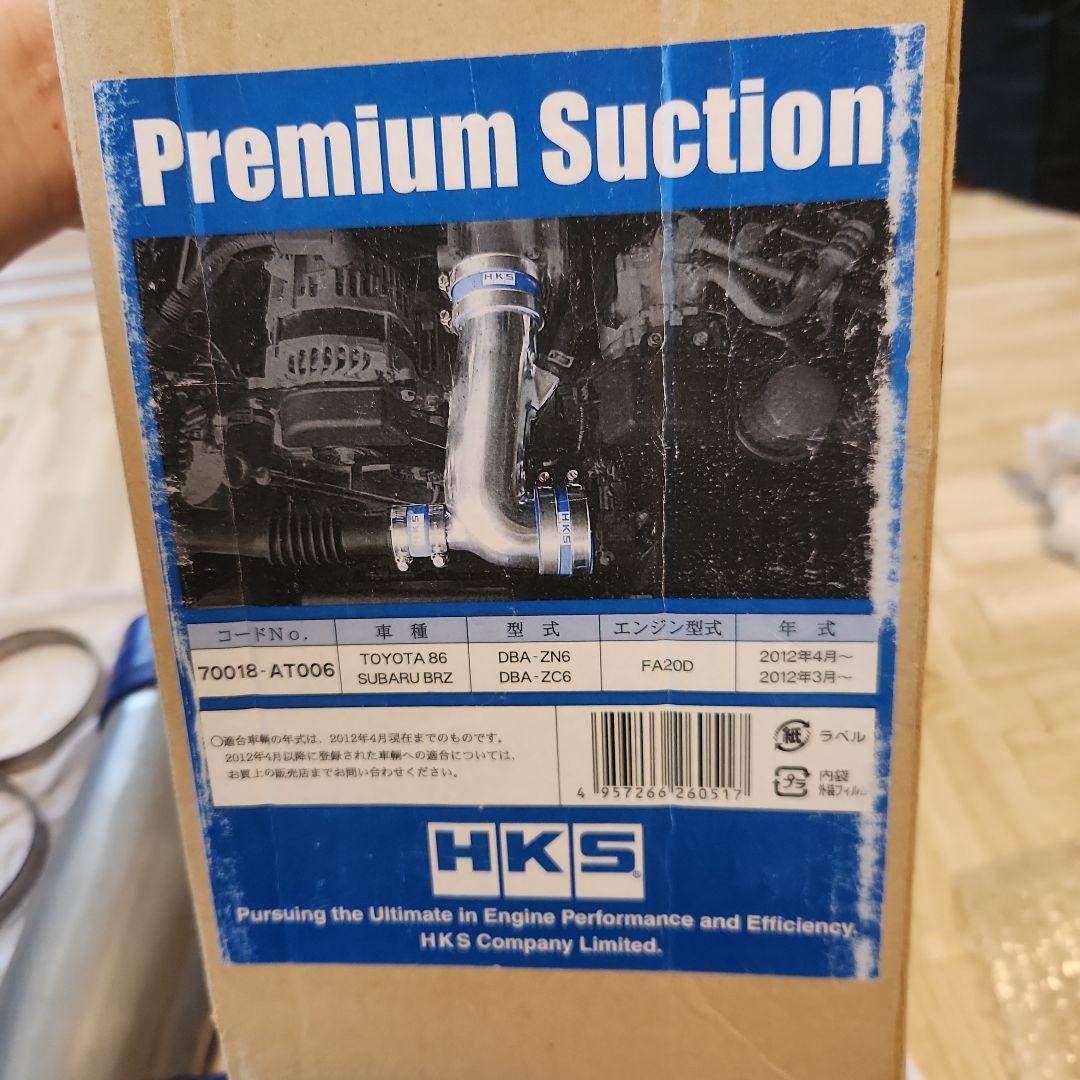 Premium Suction
HKS
HKS
HKS
コードNo. 車種 型式 エンジン型式 年式
70018-AT006 TOYOTA 86 DBA-ZN6 FA20D 2012年4月～
SUBARU BRZ DBA-ZC6 2012年3月～
○適合車輌の年式は、2012年4月現在までのものです。
2012年4月以降に登録された車輌への適合については、
お買上の販売店までお問い合わせください。
4 957266 260517
紙 ラベル
プラ 内袋
外装フィル...
HKS®
Pursuing the Ultimate in Engine Performance and Efficiency.
HKS Company Limited.